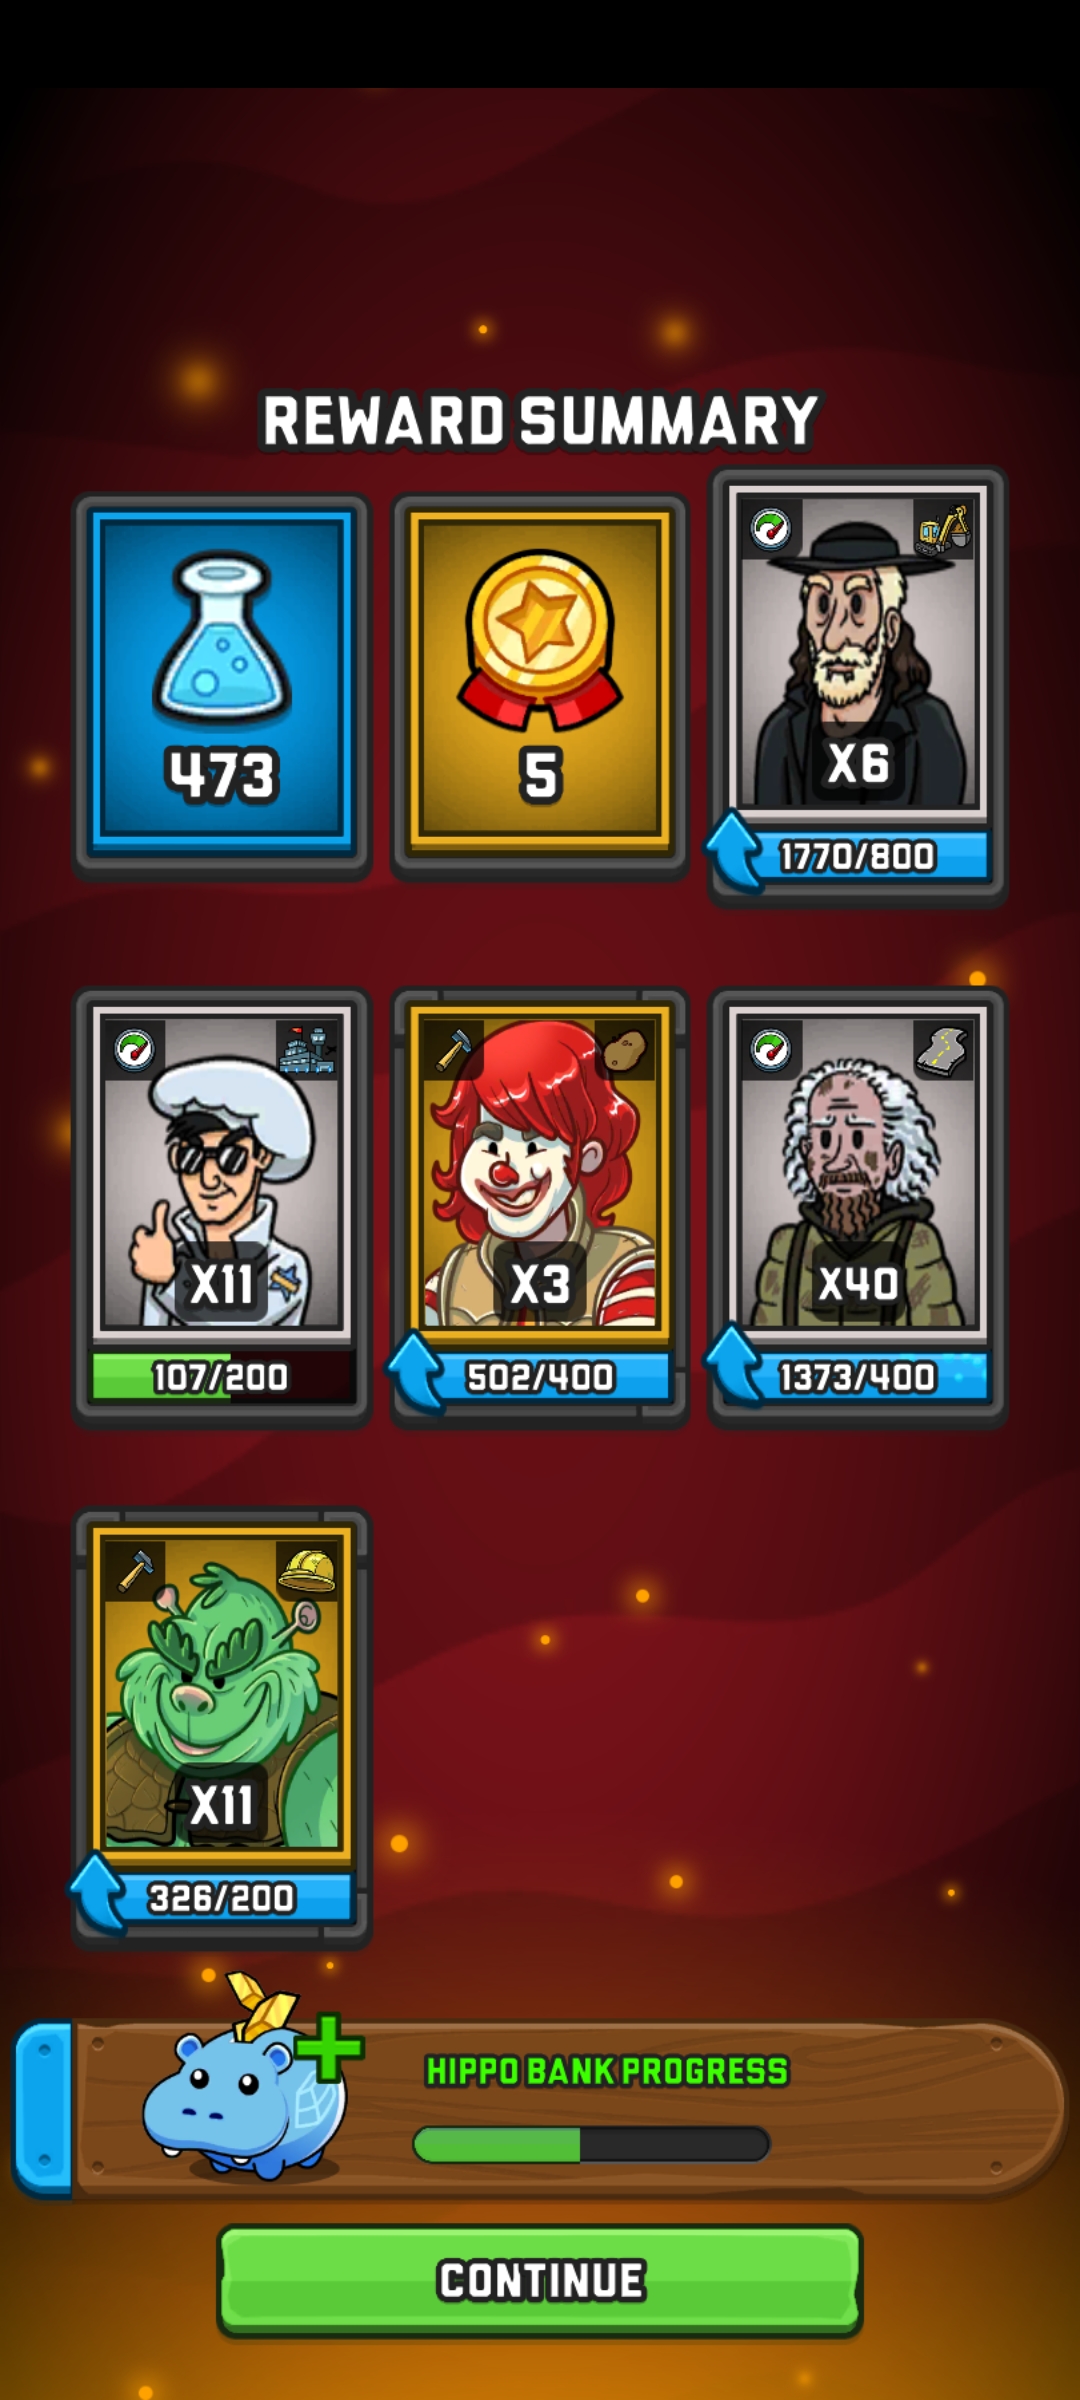 REWARD SUMMARY
473
5
X6
1770/800
X11
107/200
X3
502/400
X40
1373/400
X11
326/200
HIPPO BANK PROGRESS
CONTINUE